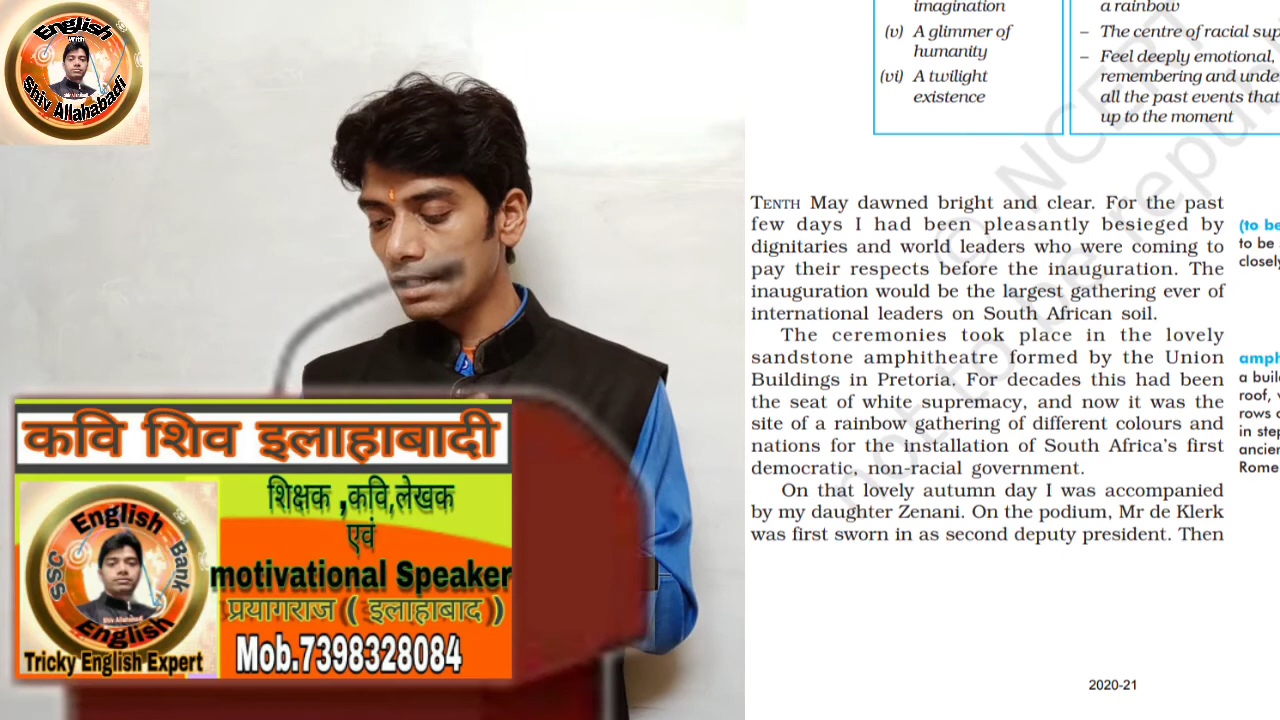 English
With
Shiv Allahabadi
कवि शिव इलाहाबादी
शिक्षक ,कवि,लेखक
एवं
motivational Speaker
प्रयागराज ( इलाहाबाद )
Mob.7398328084
English
SSC
Bank
Shiv Allahabadi
English
Tricky English Expert
imagination
(v) A glimmer of
humanity
(vi) A twilight
existence
a rainbow
– The centre of racial sup
– Feel deeply emotional,
remembering and unde
all the past events that
up to the moment
TENTH May dawned bright and clear. For the past
few days I had been pleasantly besieged by
dignitaries and world leaders who were coming to
pay their respects before the inauguration. The
inauguration would be the largest gathering ever of
international leaders on South African soil.
The ceremonies took place in the lovely
sandstone amphitheatre formed by the Union
Buildings in Pretoria. For decades this had been
the seat of white supremacy, and now it was the
site of a rainbow gathering of different colours and
nations for the installation of South Africa's first
democratic, non-racial government.
On that lovely autumn day I was accompanied
by my daughter Zenani. On the podium, Mr de Klerk
was first sworn in as second deputy president. Then
(to be
to be
closely
amph
a buil
roof, v
rows o
in step
ancien
Rome
© NCERT
not to be republi
2020-21